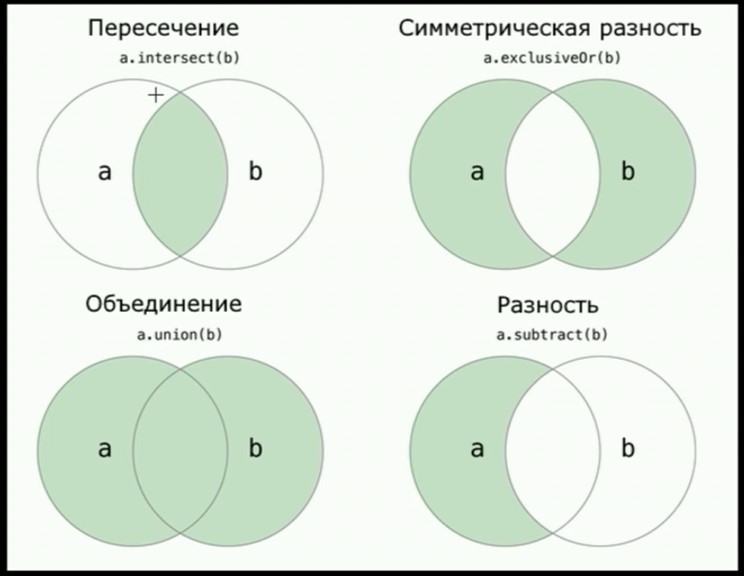 Пересечение
a.intersect(b)
a
b
Симметрическая разность
a.exclusiveOr(b)
a
b
Объединение
a.union(b)
a
b
Разность
a.subtract(b)
a
b